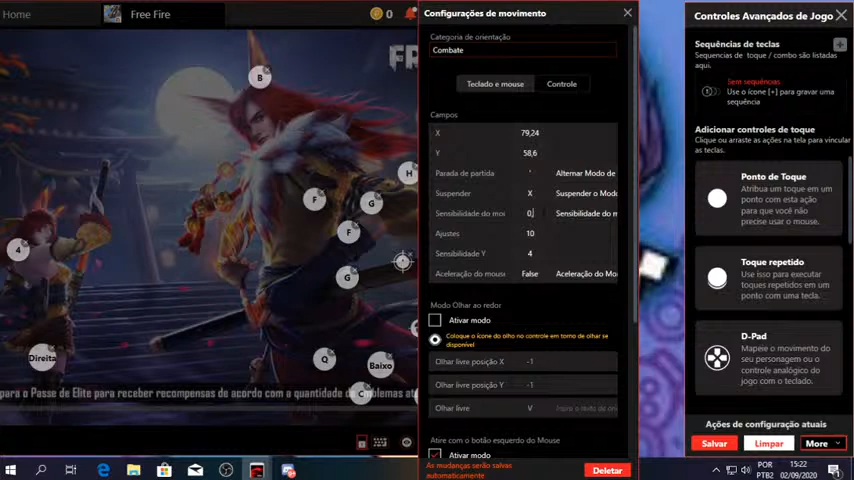 Home
Free Fire
0
FR
B
H
F
G
F
4
G
Direita
Q
Baixo
C
para o Passe de Elite para receber recompensas de acordo com a quantidade de Emblemas at
Configurações de movimento
Categoria de orientação
Combate
Teclado e mouse
Controle
Campos
X 79,24
Y 58,6
Parada de partida ' Alternar Modo de
Suspender X Suspender o Modo
Sensibilidade do mou 0, Sensibilidade do m
Ajustes 10
Sensibilidade Y 4
Aceleração do mouse False Aceleração do Mo
Modo Olhar ao redor
Ativar modo
Coloque o ícone do olho no controle em torno de olhar se
disponível
Olhar livre posição X -1
Olhar livre posição Y -1
Olhar livre V
Atire com o botão esquerdo do Mouse
Ativar modo
As mudanças serão salvas
automaticamente
Deletar
Controles Avançados de Jogo
Sequências de teclas
Sequencias de toque / combo são listadas
aqui.
Sem sequências.
Use o ícone [+] para gravar uma
sequência
Adicionar controles de toque
Clique ou arraste as ações na tela para vincular
as teclas.
Ponto de Toque
Atribua um toque em um
ponto com esta ação
para que você não
precise usar o mouse.
Toque repetido
Use isso para executar
toques repetidos em um
ponto com uma tecla.
D-Pad
Mapeie o movimento do
seu personagem ou o
controle analógico do
jogo com o teclado.
Ações de configuração atuais
Salvar
Limpar
More
POR
PTB2
15:22
02/09/2020